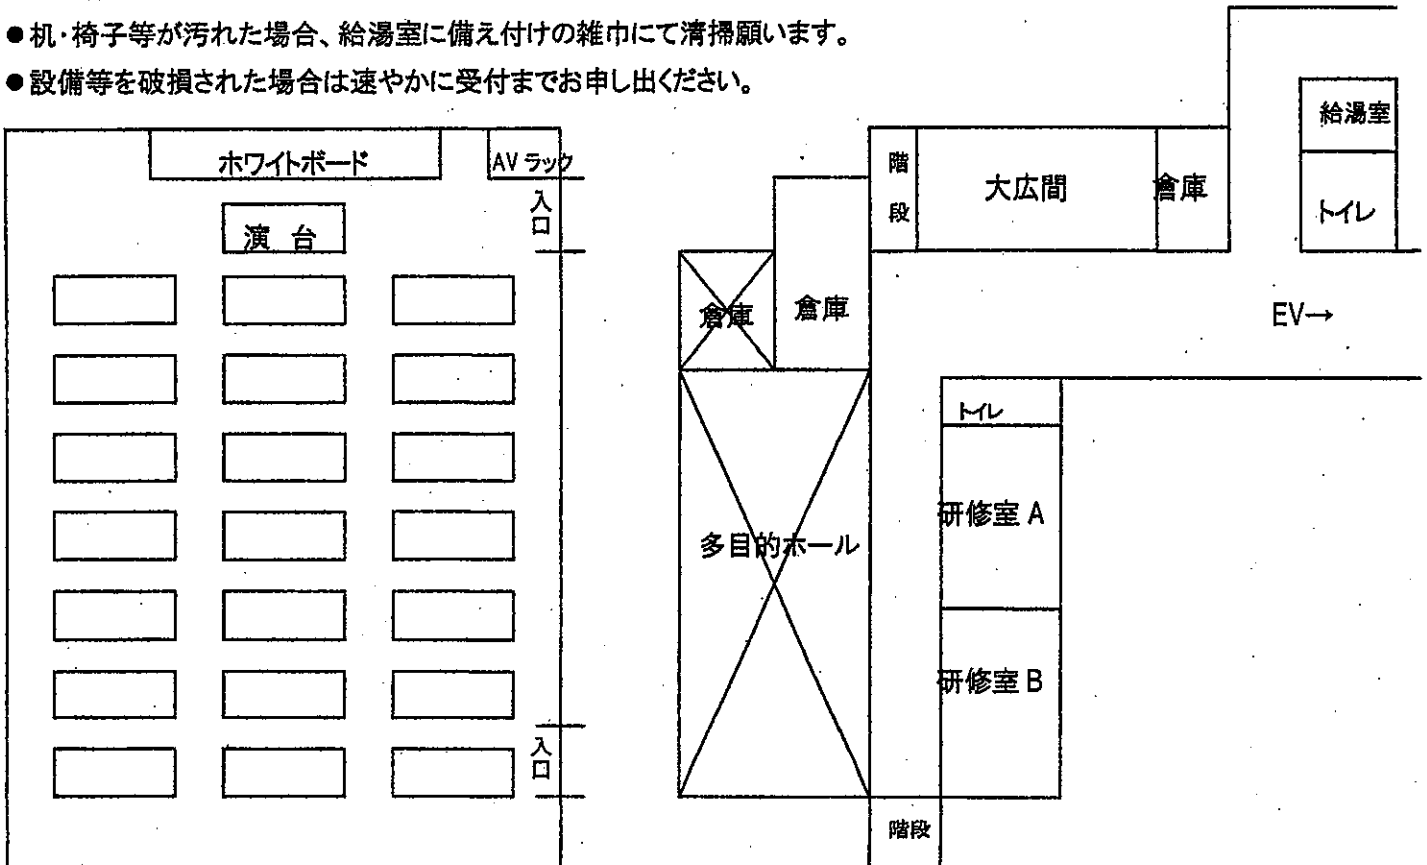 ●机・椅子等が汚れた場合、給湯室に備え付けの雑巾にて清掃願います。
●設備等を破損された場合は速やかに受付までお申し出ください。
ホワイトボード
AV ラック
入口
演 台
入口
階段
大広間
倉庫
給湯室
トイレ
倉庫
倉庫
EV→
トイレ
研修室 A
多目的ホール
研修室 B
階段